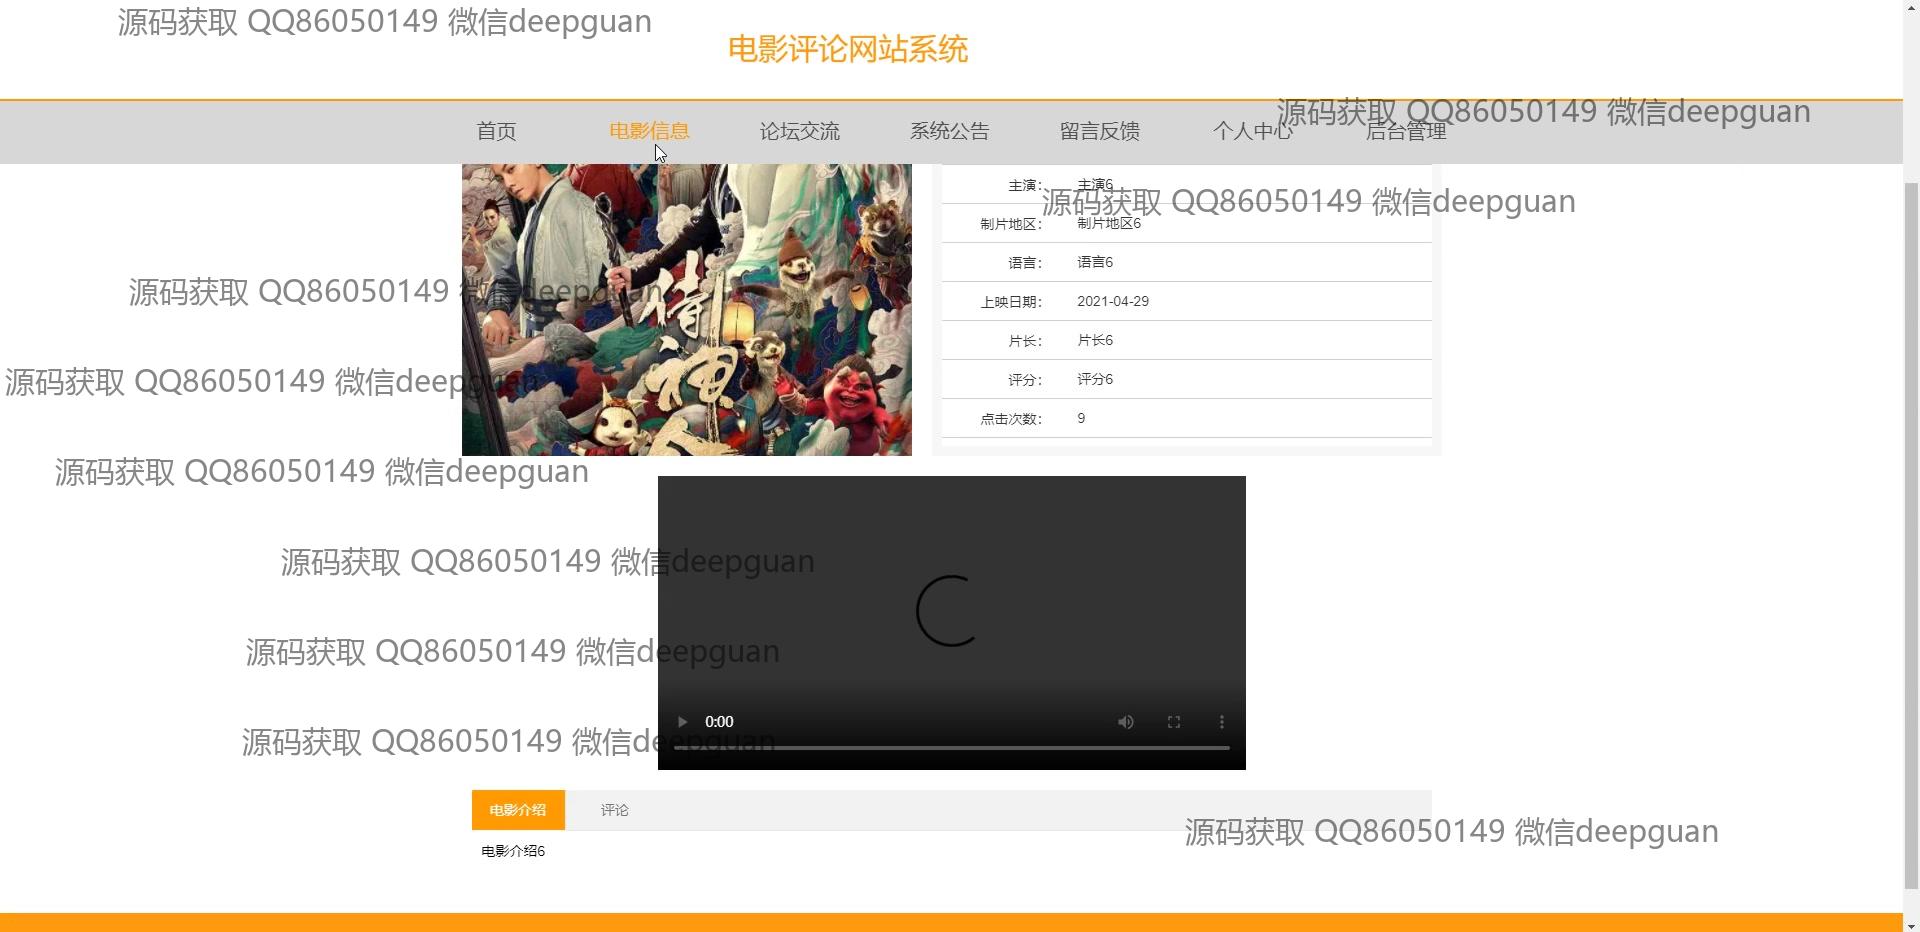 源码获取 QQ86050149 微信deepguan
电影评论网站系统
源码获取 QQ86050149 微信deepguan
首页 电影信息 论坛交流 系统公告 留言反馈 个人中心 后台管理
主演： 主演6
源码获取 QQ86050149 微信deepguan
制片地区： 制片地区6
语言： 语言6
源码获取 QQ86050149 微信deepguan
上映日期： 2021-04-29
侍神令
片长： 片长6
源码获取 QQ86050149 微信deepguan
评分： 评分6
点击次数： 9
源码获取 QQ86050149 微信deepguan
源码获取 QQ86050149 微信deepguan
源码获取 QQ86050149 微信deepguan
0:00
源码获取 QQ86050149 微信deepguan
电影介绍 评论
源码获取 QQ86050149 微信deepguan
电影介绍6